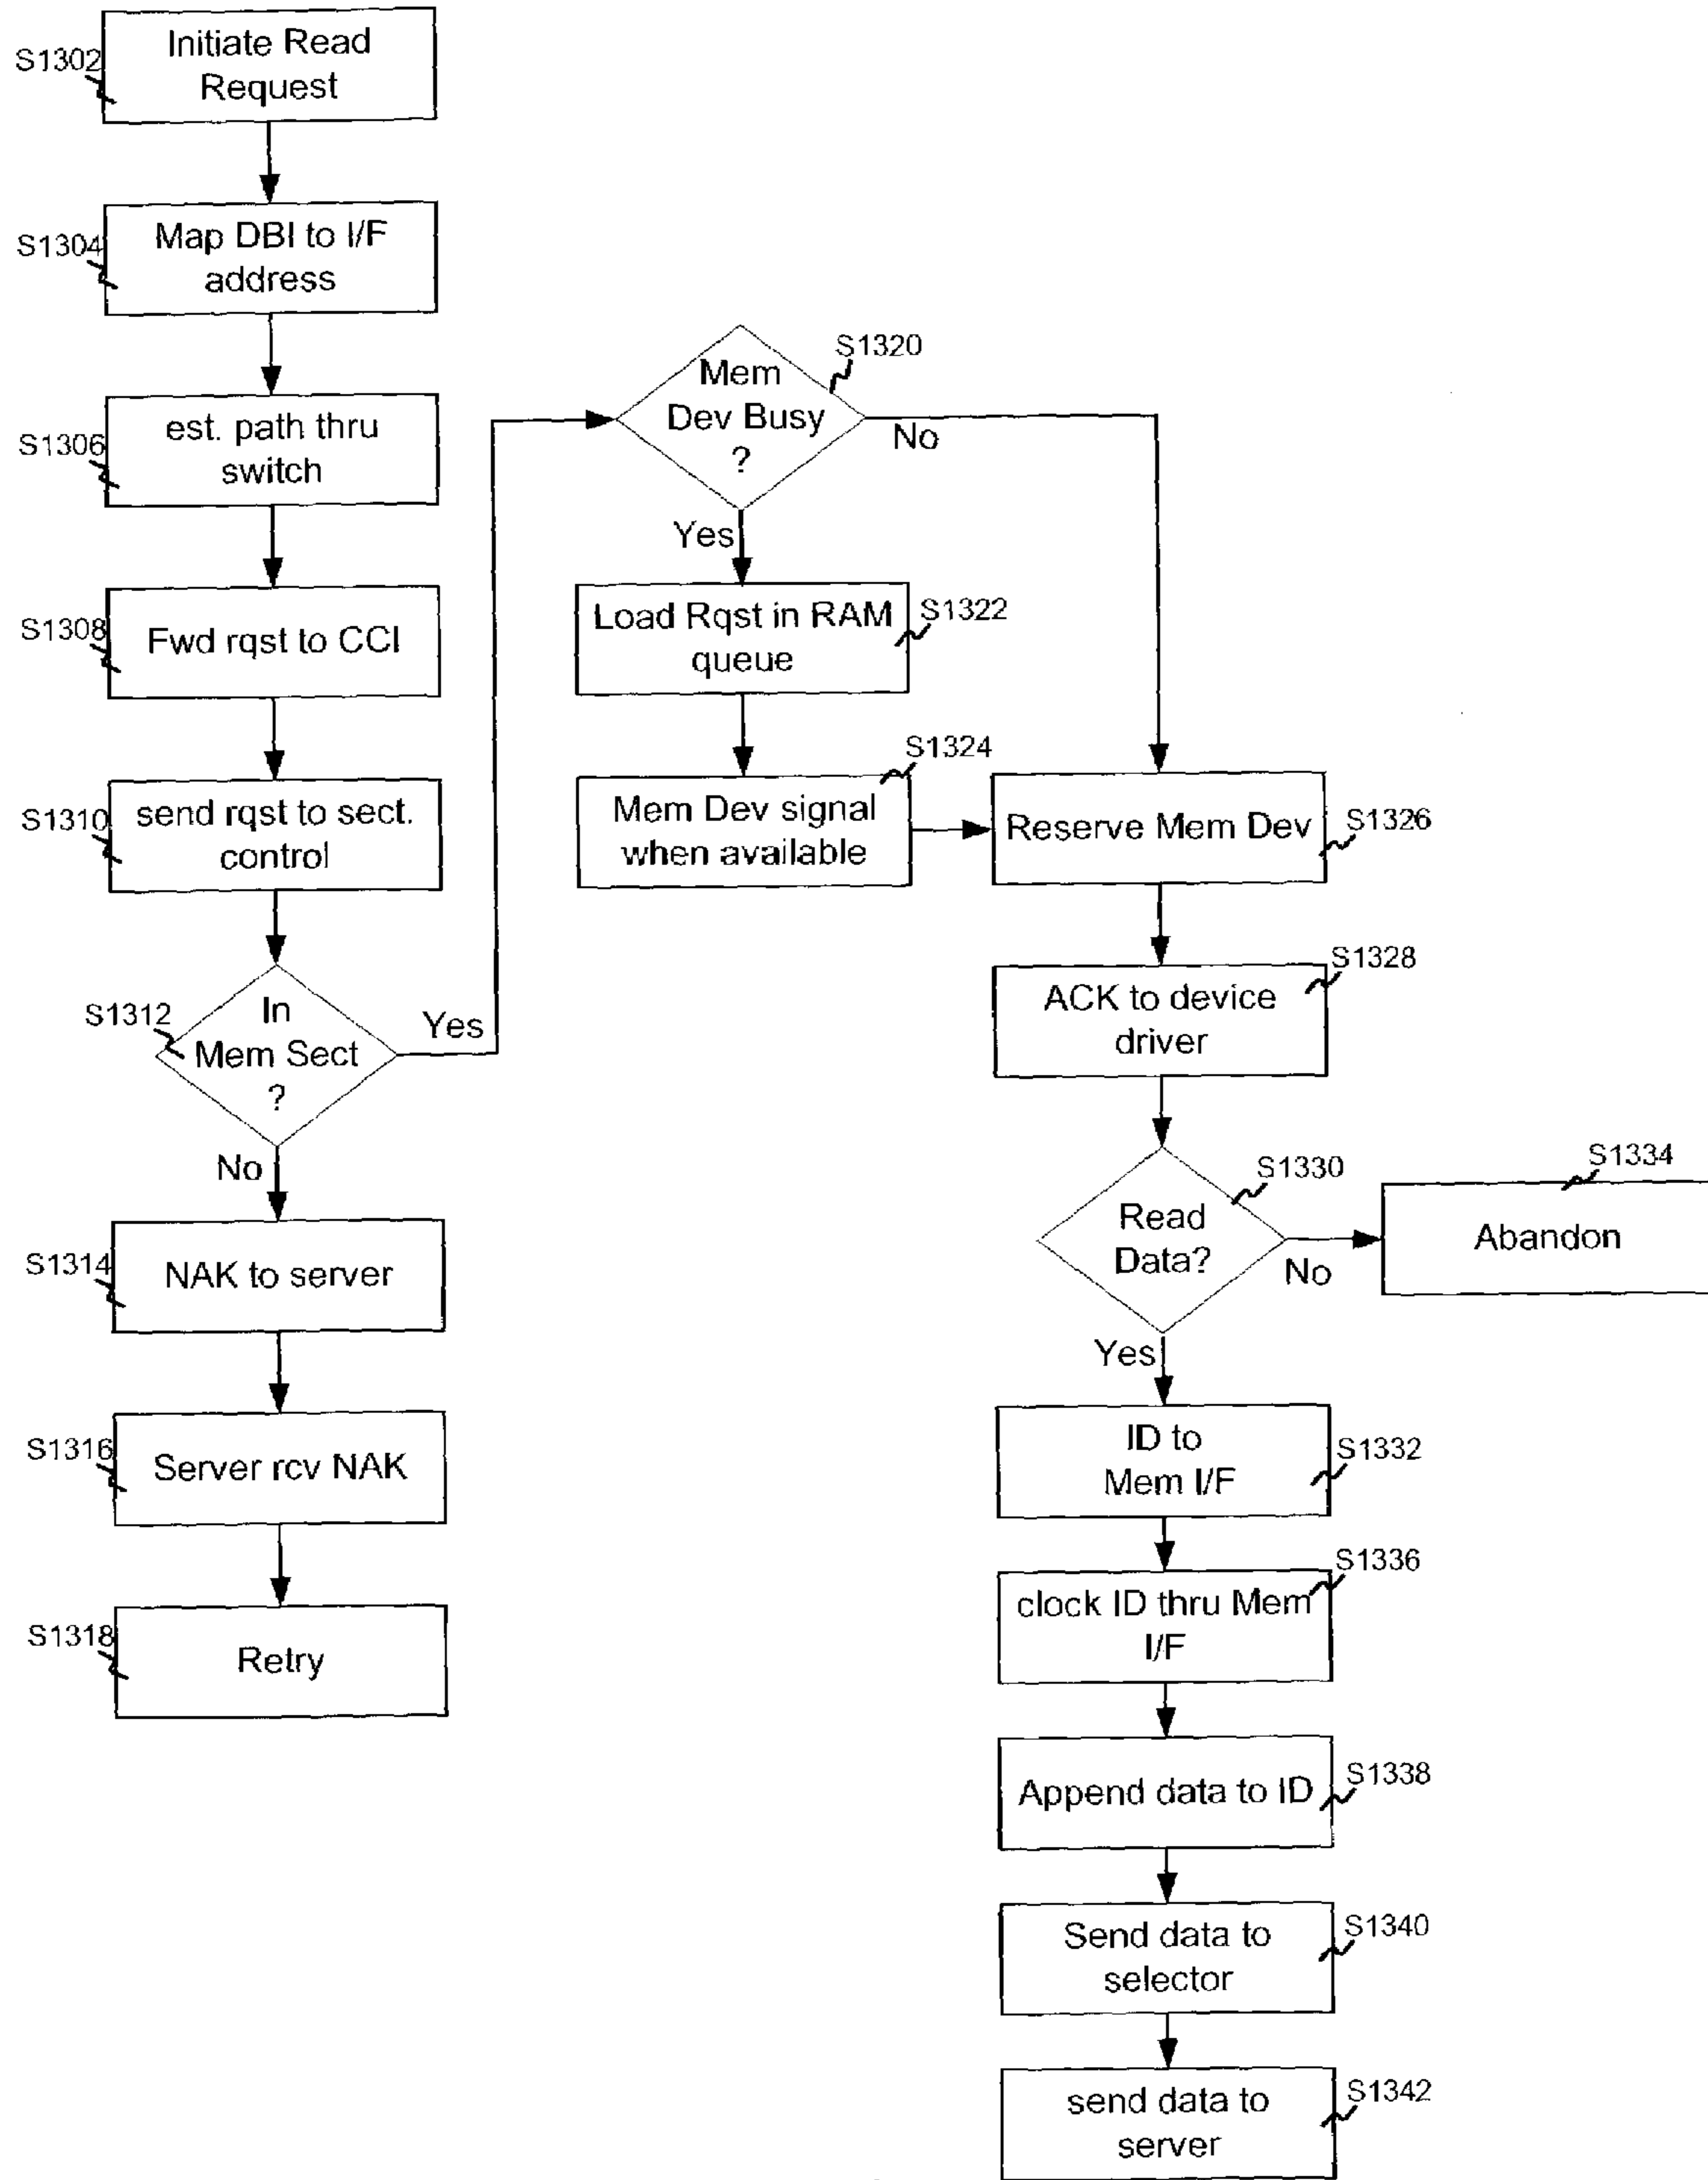 S1302
Initiate Read
Request
S1304
Map DBI to I/F
address
S1306
est. path thru
switch
S1308
Fwd rqst to CCI
S1310
send rqst to sect.
control
S1312
In
Mem Sect
?
Yes
No
S1314
NAK to server
S1316
Server rcv NAK
S1318
Retry
S1320
Mem
Dev Busy
?
No
Yes
S1322
Load Rqst in RAM
queue
S1324
Mem Dev signal
when available
S1326
Reserve Mem Dev
S1328
ACK to device
driver
S1330
Read
Data?
No
S1334
Abandon
Yes
S1332
ID to
Mem I/F
S1336
clock ID thru Mem
I/F
S1338
Append data to ID
S1340
Send data to
selector
S1342
send data to
server